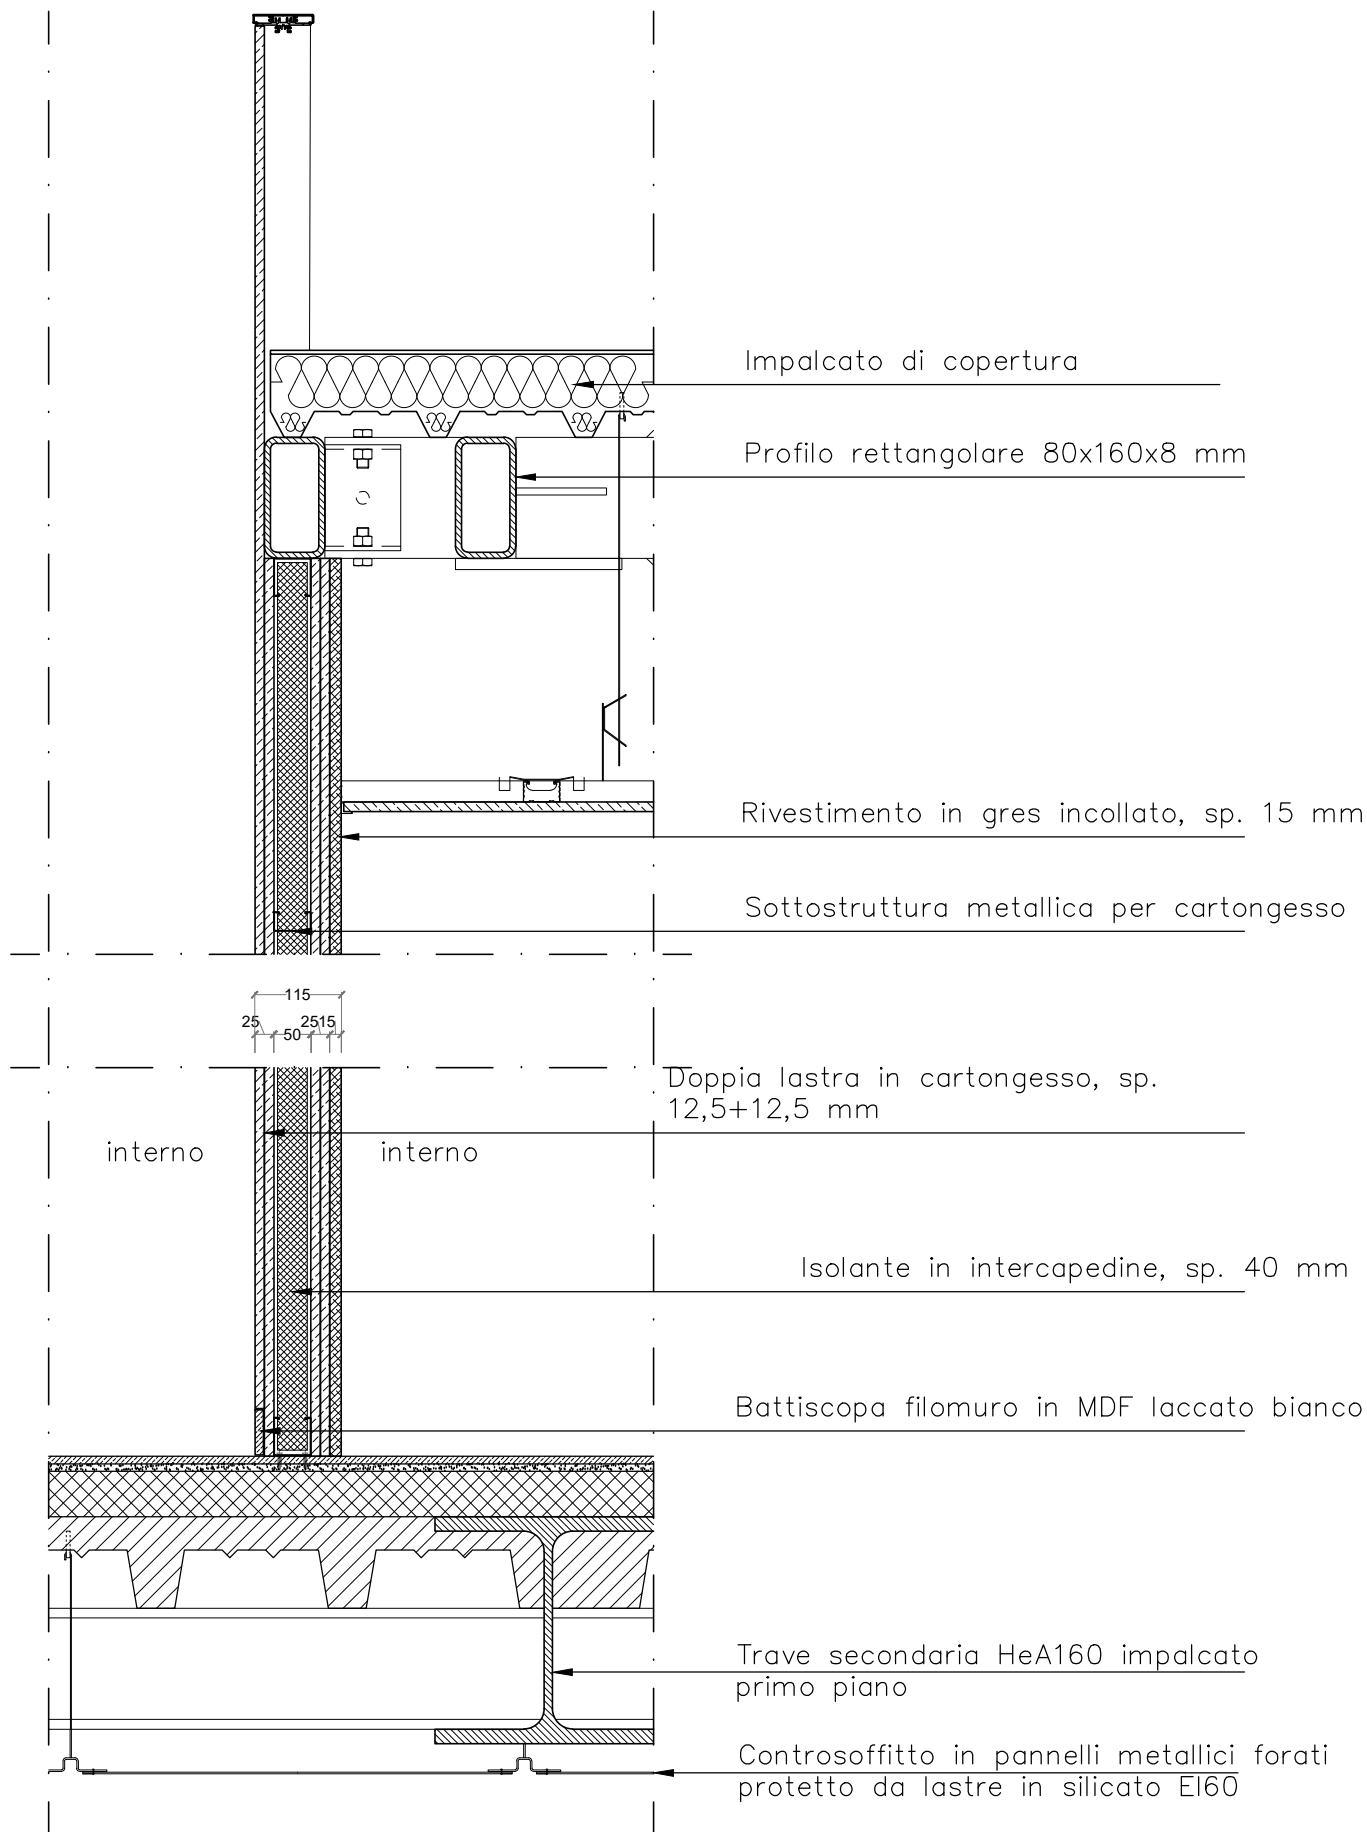 Impalcato di copertura
Profilo rettangolare 80x160x8 mm
Rivestimento in gres incollato, sp. 15 mm
Sottostruttura metallica per cartongesso
115
25 50 25 15
Doppia lastra in cartongesso, sp.
12,5+12,5 mm
interno interno
Isolante in intercapedine, sp. 40 mm
Battiscopa filomuro in MDF laccato bianco
Trave secondaria HeA160 impalcato
primo piano
Controsoffitto in pannelli metallici forati
protetto da lastre in silicato EI60